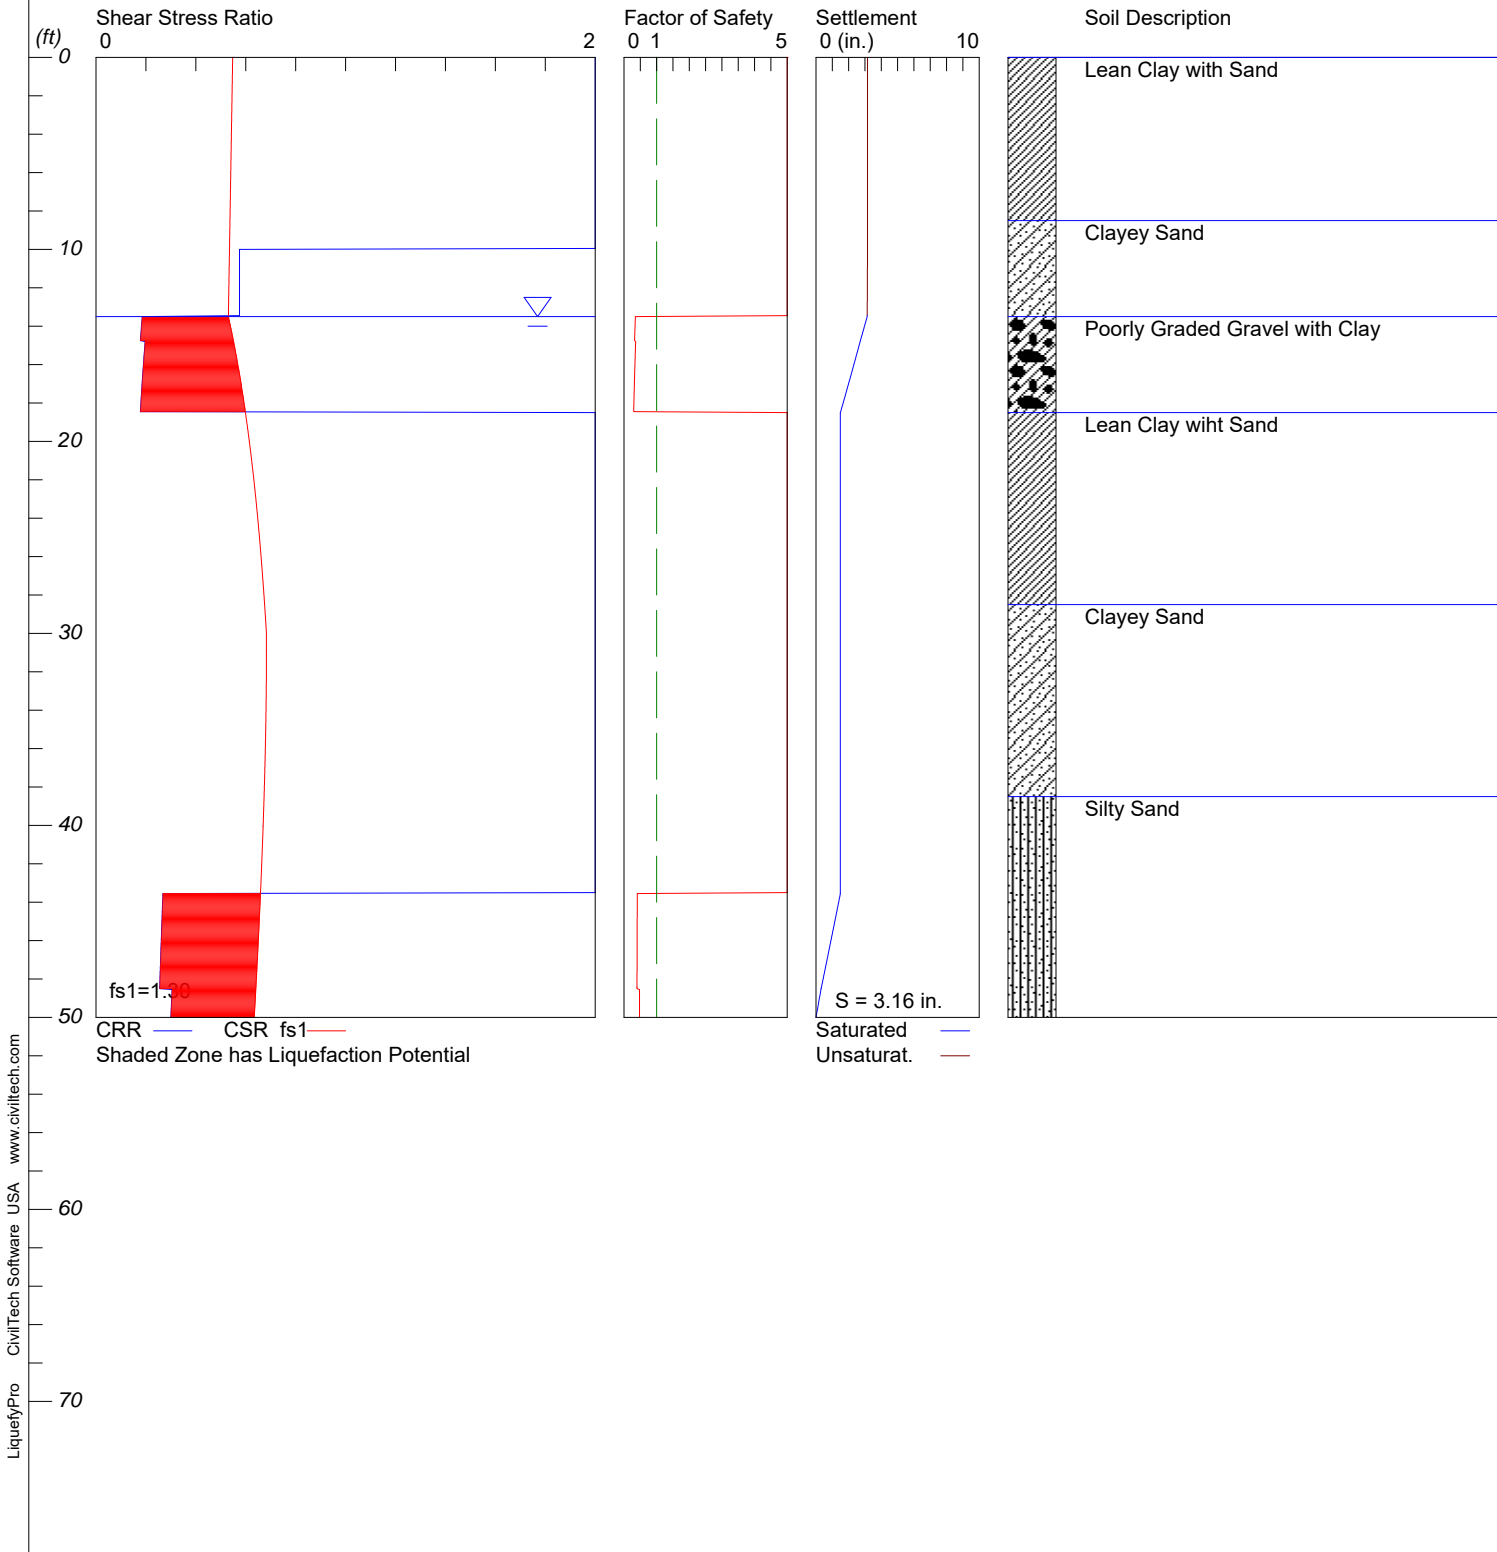 Shear Stress Ratio Factor of Safety Settlement Soil Description
(ft) 0 2 0 1 5 0 (in.) 10
0
Lean Clay with Sand
Clayey Sand
10
Poorly Graded Gravel with Clay
Lean Clay wiht Sand
20
Clayey Sand
30
Silty Sand
40
fs1=1.30 S = 3.16 in.
50
CRR CSR fs1 Saturated
Shaded Zone has Liquefaction Potential Unsaturat.
60
70
LiquefyPro CivilTech Software USA www.civiltech.com